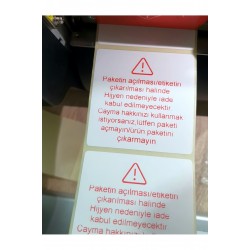 Paketin açılması/etiketin
çıkarılması halinde
Hijyen nedeniyle iade
kabul edilmeyecektir
Cayma hakkınızı kullanmak
istiyorsanız,lütfen paketi
açmayın/ürün paketini
çıkarmayın
Paketin açılması/etiketin
çıkarılması halinde
Hijyen nedeniyle iade
kabul edilmeyecektir
Cayma hakkınızı kullanmak